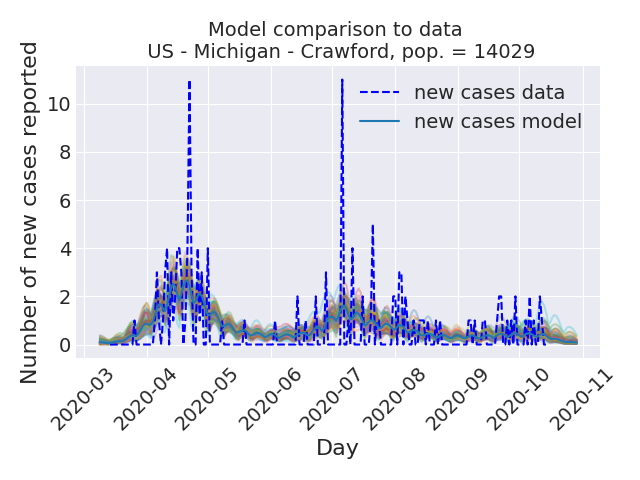 Model comparison to data
US - Michigan - Crawford, pop. = 14029
Number of new cases reported
10
8
6
4
2
0
new cases data
new cases model
2020-03
2020-04
2020-05
2020-06
2020-07
2020-08
2020-09
2020-10
2020-11
Day